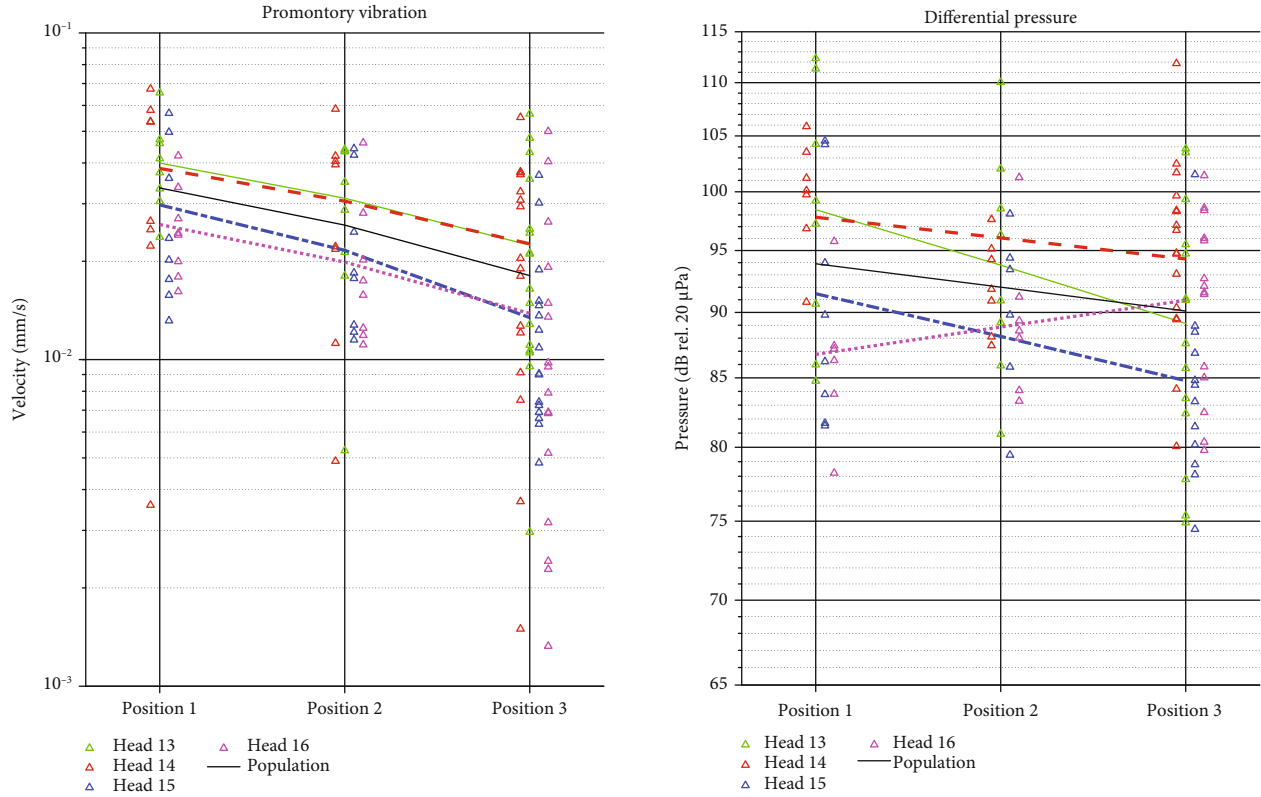 Promontory vibration
10⁻¹
10⁻²
10⁻³
Velocity (mm/s)
Position 1 Position 2 Position 3
Head 13 Head 16
Head 14 Population
Head 15
Differential pressure
115
110
105
100
95
90
85
80
75
70
65
Pressure (dB rel. 20 μPa)
Position 1 Position 2 Position 3
Head 13 Head 16
Head 14 Population
Head 15